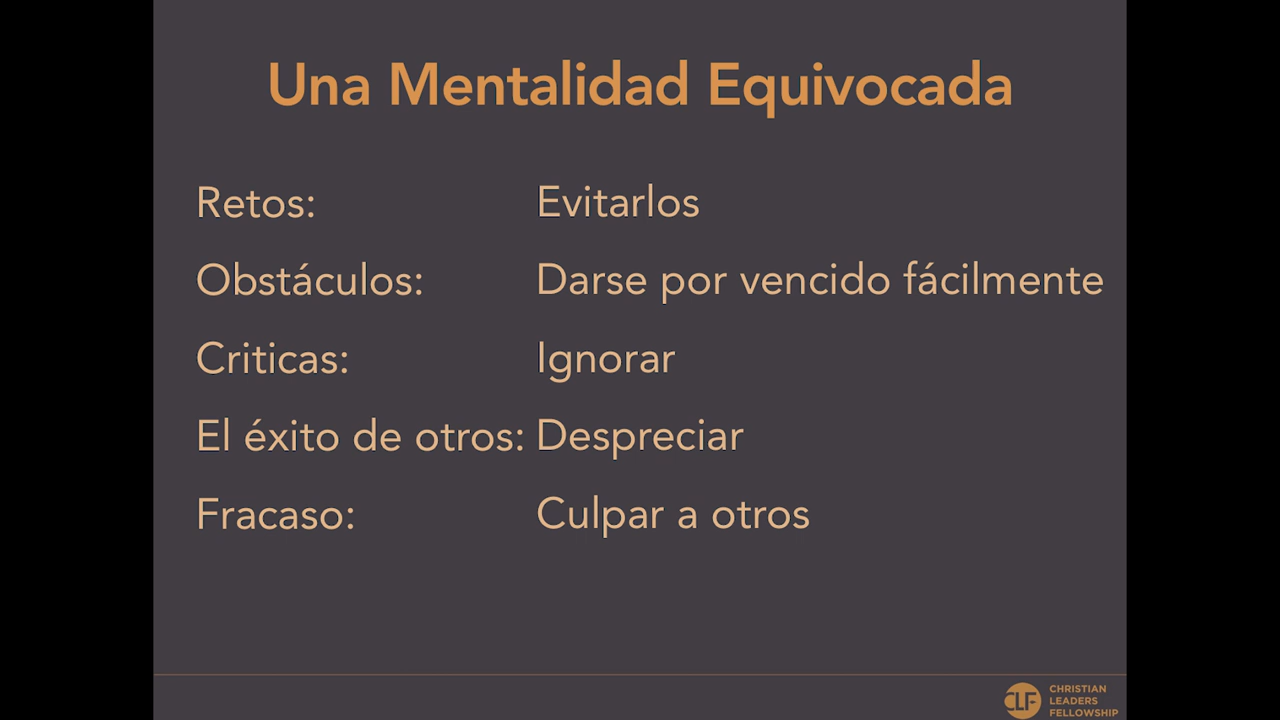 Una Mentalidad Equivocada
Retos: Evitarlos
Obstáculos: Darse por vencido fácilmente
Criticas: Ignorar
El éxito de otros: Despreciar
Fracaso: Culpar a otros
CLF
CHRISTIAN
LEADERS
FELLOWSHIP